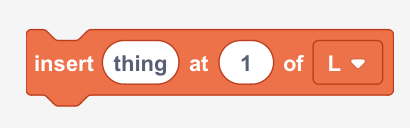 insert thing at 1 of L